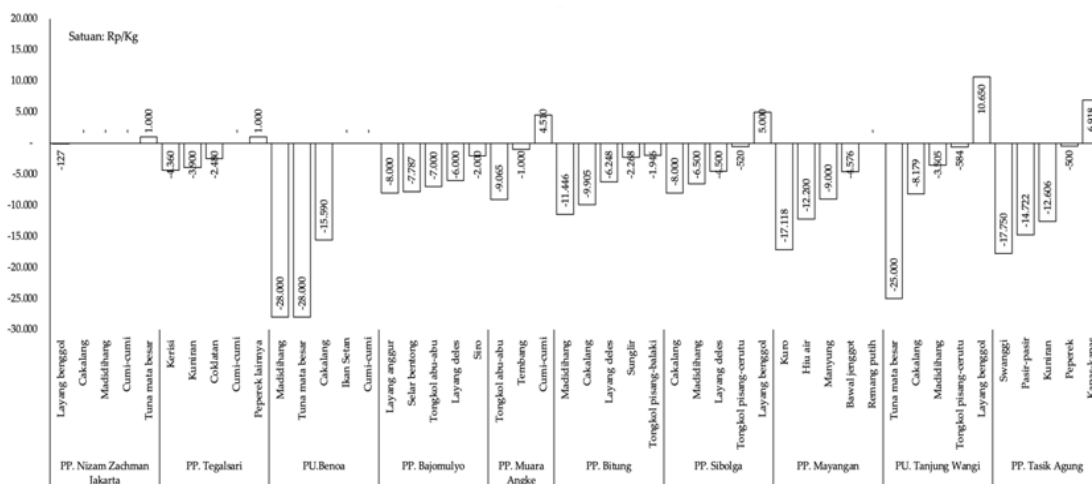 20.000
15.000
10.000
5.000
-
-5.000
-10.000
-15.000
-20.000
-25.000
-30.000
Satuan: Rp/Kg
-127
-
-
-
1.000
-4.360
-3.900
-2.480
-
1.000
-28.000
-28.000
-15.590
-
-
-8.000
-7.787
-7.000
-6.000
-2.000
-9.065
-1.000
4.510
-11.446
-9.905
-6.248
-2.268
-1.946
-8.000
-6.500
-4.500
-520
5.000
-17.118
-12.200
-9.000
-4.576
-
-25.000
-8.179
-3.505
-584
10.650
-17.750
-14.722
-12.606
-500
6.918
Layang benggol
Cakalang
Madidihang
Cumi-cumi
Tuna mata besar
Kerisi
Kuniran
Coklatan
Cumi-cumi
Peperek lainnya
Madidihang
Tuna mata besar
Cakalang
Ikan Setan
Cumi-cumi
Layang anggur
Selar bentong
Tongkol abu-abu
Layang deles
Siro
Tongkol abu-abu
Tembang
Cumi-cumi
Madidihang
Cakalang
Layang deles
Sunglir
Tongkol pisang-balaki
Cakalang
Madidihang
Layang deles
Tongkol pisang-cerutu
Layang benggol
Kuro
Hiu air
Manyung
Bawal jenggot
Remang putih
Tuna mata besar
Cakalang
Madidihang
Tongkol pisang-cerutu
Layang benggol
Swanggi
Pasir-pasir
Kuniran
Peperek
PP. Nizam Zachman
Jakarta
PP. Tegalsari
PU.Benoa
PP. Bajomulyo
PP. Muara
Angke
PP. Bitung
PP. Sibolga
PP. Mayangan
PU. Tanjung Wangi
PP. Tasik Agung